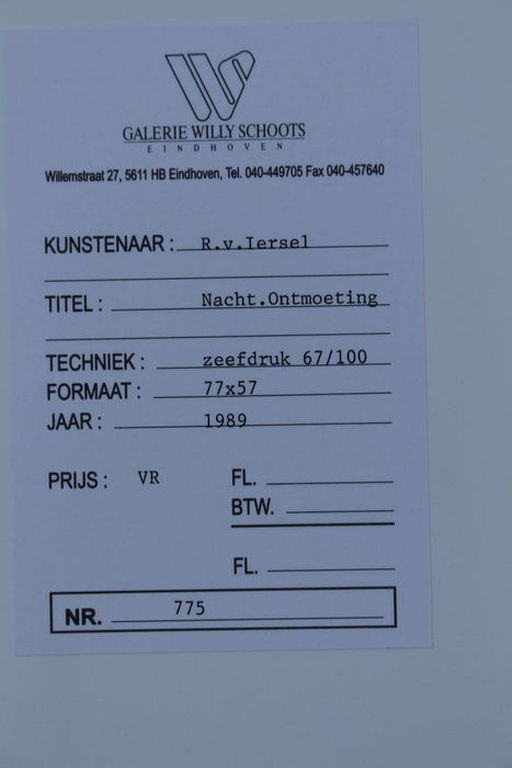 GALERIE WILLY SCHOOTS
EINDHOVEN
Willemstraat 27, 5611 HB Eindhoven, Tel. 040-449705 Fax 040-457640
KUNSTENAAR : R.v.Iersel
TITEL : Nacht.Ontmoeting
TECHNIEK : zeefdruk 67/100
FORMAAT : 77x57
JAAR : 1989
PRIJS : VR FL.
BTW.
FL.
NR. 775